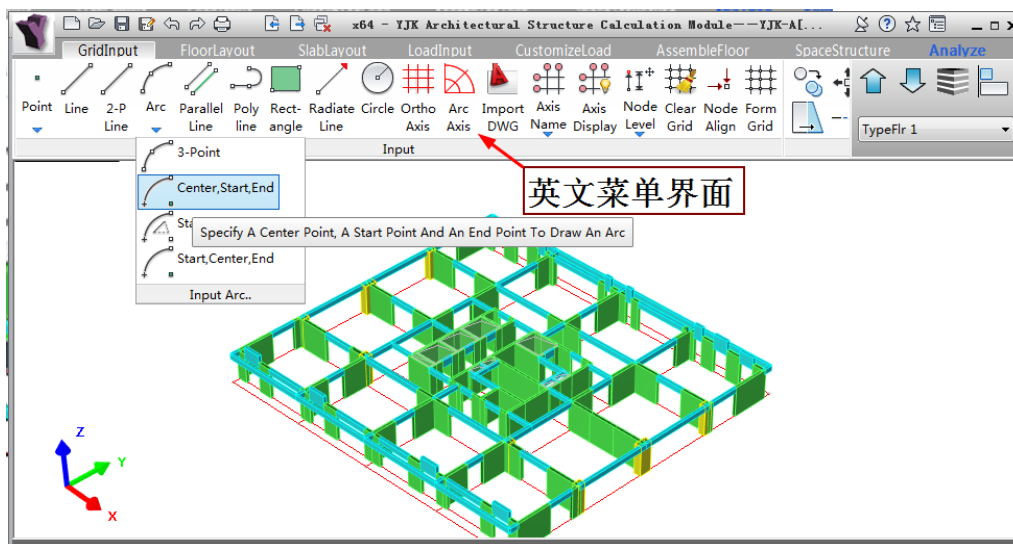 x64 - YJK Architectural Structure Calculation Module——YJK-A[...
GridInput FloorLayout SlabLayout LoadInput CustomizeLoad AssembleFloor SpaceStructure Analyze
Point Line 2-P Line Arc Parallel Line Poly line Rect-angle Radiate Line Circle Ortho Axis Arc Axis Import DWG Axis Name Axis Display Node Level Clear Grid Node Align Form Grid
TypeFlr 1
Input
3-Point
Center,Start,End
Sta
Specify A Center Point, A Start Point And An End Point To Draw An Arc
Start,Center,End
Input Arc..
英文菜单界面
Z
Y
X